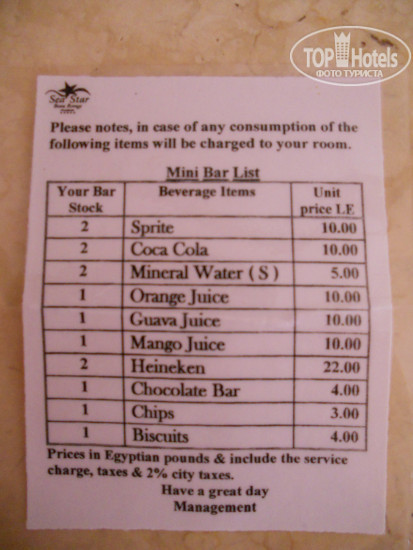 TOP Hotels
ФОТО ТУРИСТА
Sea Star
Please notes, in case of any consumption of the
following items will be charged to your room.
Mini Bar List
Your Bar Stock Beverage Items Unit price LE
2 Sprite 10.00
2 Coca Cola 10.00
2 Mineral Water ( S ) 5.00
1 Orange Juice 10.00
1 Guava Juice 10.00
1 Mango Juice 10.00
2 Heineken 22.00
1 Chocolate Bar 4.00
1 Chips 3.00
1 Biscuits 4.00
Prices in Egyptian pounds & include the service
charge, taxes & 2% city taxes.
Have a great day
Management